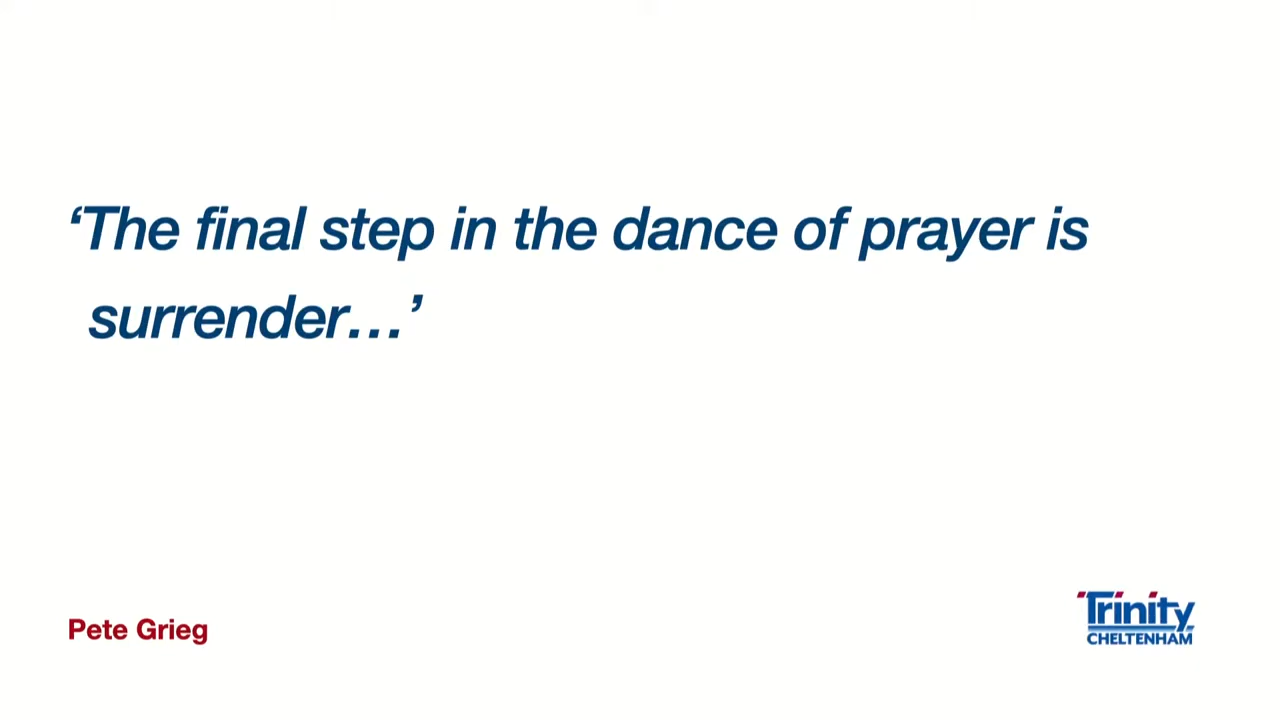 ‘The final step in the dance of prayer is
surrender…’
Pete Grieg
Trinity
CHELTENHAM